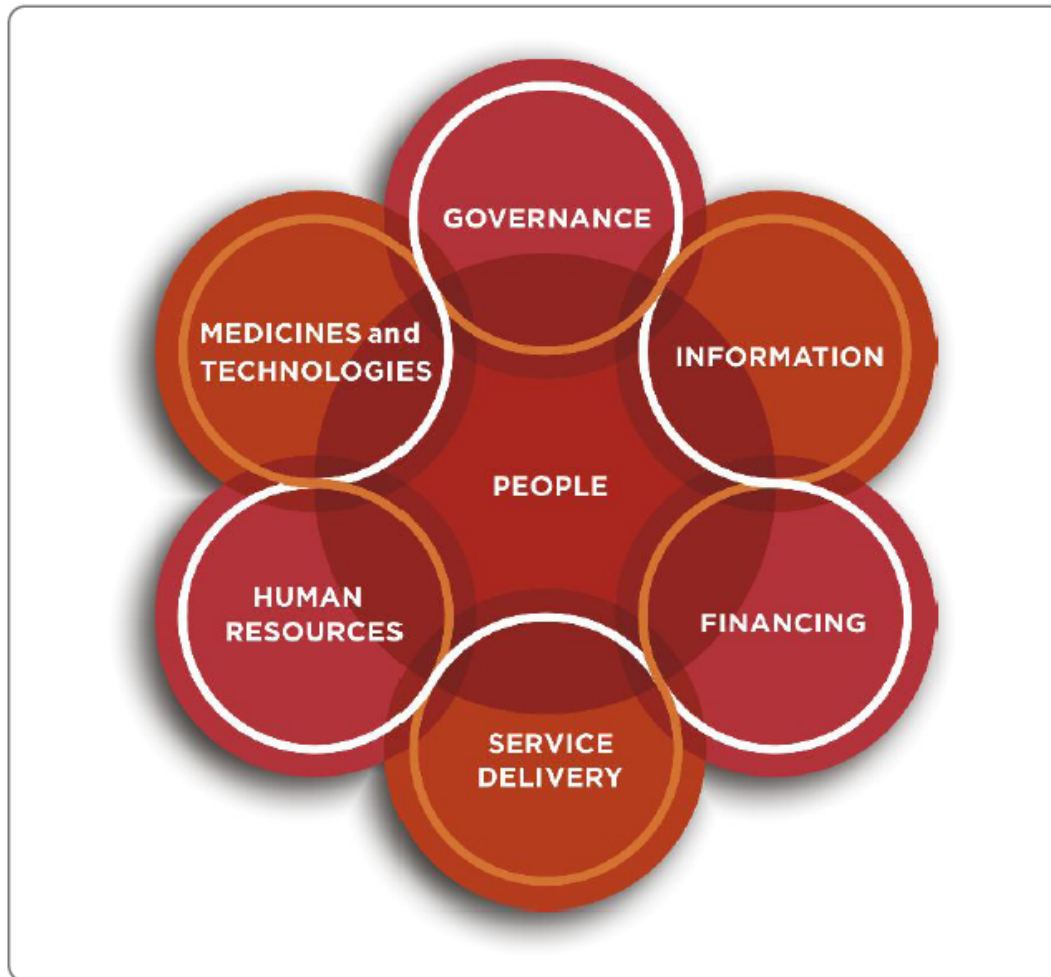 GOVERNANCE
MEDICINES and
TECHNOLOGIES
INFORMATION
PEOPLE
HUMAN
RESOURCES
FINANCING
SERVICE
DELIVERY